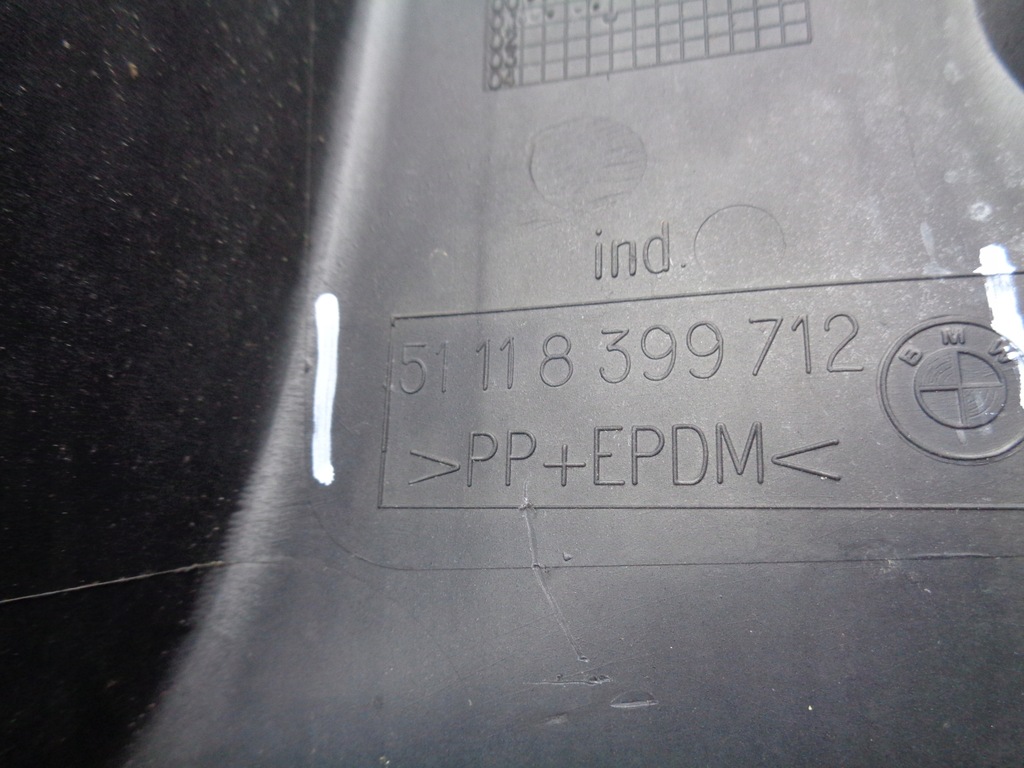 ind.
51 11 8 399 712
BMW
>PP+EPDM<